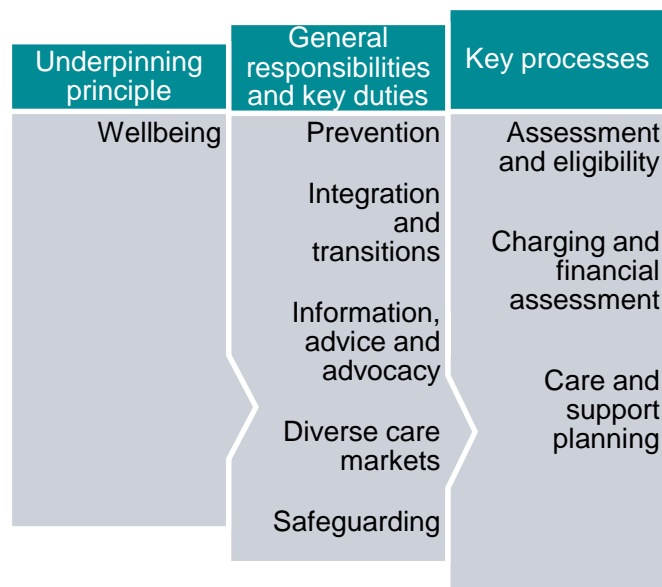 Underpinning
principle
Wellbeing
General
responsibilities
and key duties
Prevention
Integration
and
transitions
Information,
advice and
advocacy
Diverse care
markets
Safeguarding
Key processes
Assessment
and eligibility
Charging and
financial
assessment
Care and
support
planning